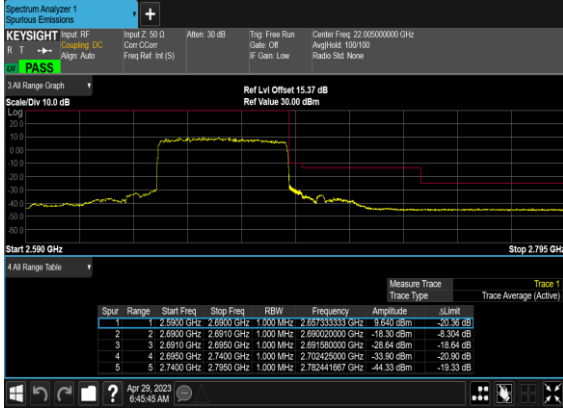 Spectrum Analyzer 1
Spurious Emissions
+
KEYSIGHT Input: RF Input Z: 50 Ω Atten: 30 dB Trig: Free Run Center Freq: 22.005000000 GHz
R T Coupling: DC Corr CCorr Gate: Off Avg|Hold: 100/100
Align: Auto Freq Ref: Int (S) IF Gain: Low Radio Std: None
PASS
3 All Range Graph
Ref Lvl Offset 15.37 dB
Scale/Div 10.0 dB Ref Value 30.00 dBm
Log
20.0
10.0
0.00
-10.0
-20.0
-30.0
-40.0
-50.0
-60.0
Start 2.590 GHz Stop 2.795 GHz
4 All Range Table
Measure Trace Trace 1
Trace Type Trace Average (Active)
Spur Range Start Freq Stop Freq RBW Frequency Amplitude ΔLimit
1 1 2.5900 GHz 2.6900 GHz 1.000 MHz 2.657333333 GHz 9.640 dBm -20.36 dB
2 2 2.6900 GHz 2.6910 GHz 1.000 MHz 2.690000000 GHz -18.30 dBm -8.304 dB
3 3 2.6910 GHz 2.6950 GHz 1.000 MHz 2.691580000 GHz -28.64 dBm -18.64 dB
4 4 2.6950 GHz 2.7400 GHz 1.000 MHz 2.702425000 GHz -33.90 dBm -20.90 dB
5 5 2.7400 GHz 2.7950 GHz 1.000 MHz 2.782441667 GHz -44.33 dBm -19.33 dB
? Apr 29, 2023
6:45:45 AM